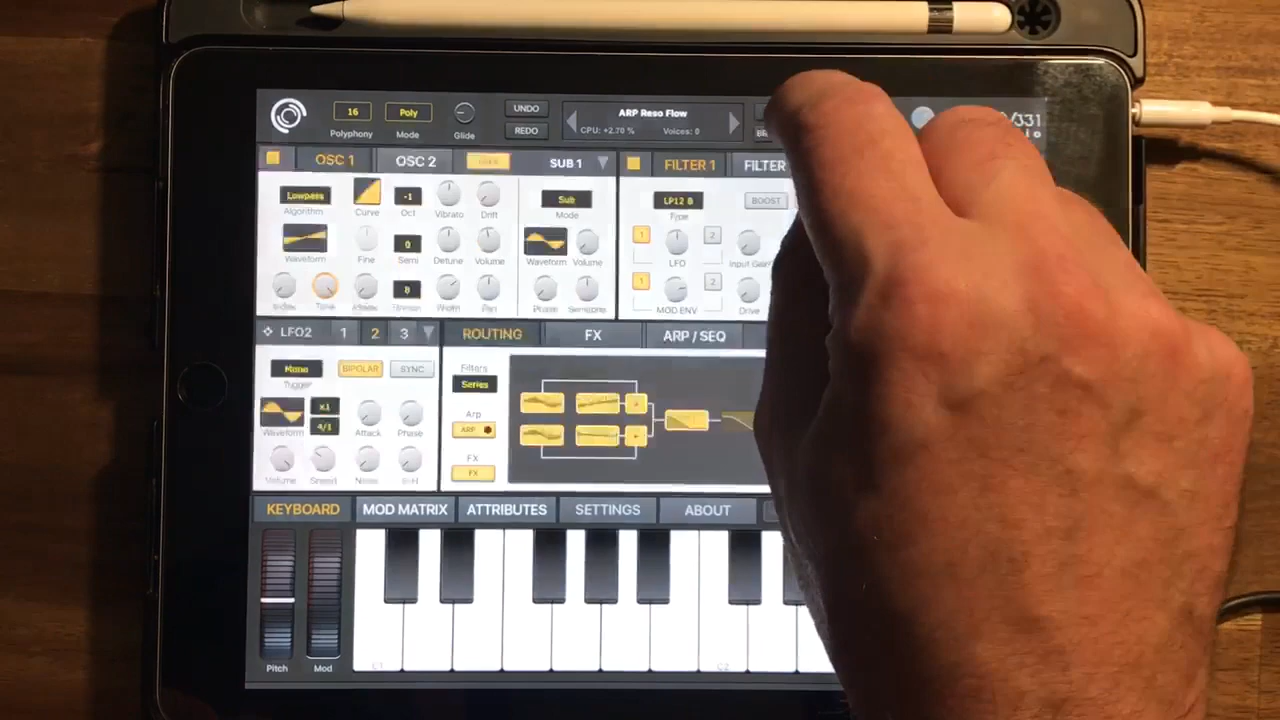 16 Poly UNDO REDO
Polyphony Mode Glide
ARP Reso Flow
CPU: +2.70 % Voices: 0
/331
OSC 1 OSC 2 SUB 1 FILTER 1 FILTER
Lowpass -1 Sub LP12 B BOOST
Algorithm Curve Oct Vibrato Drift Mode Type
1 2
0
Waveform Fine Semi Detune Volume Waveform Volume LFO Input Gain
1 2
8
Width Phase MOD ENV Drive
LFO2 1 2 3 ROUTING FX ARP / SEQ
Mono BIPOLAR SYNC
Trigger
Filters
Series
x1
4/1
Waveform Attack Phase
Arp
ARP
Volume Speed Noise S+H
FX
FX
KEYBOARD MOD MATRIX ATTRIBUTES SETTINGS ABOUT
C1 C2
Pitch Mod